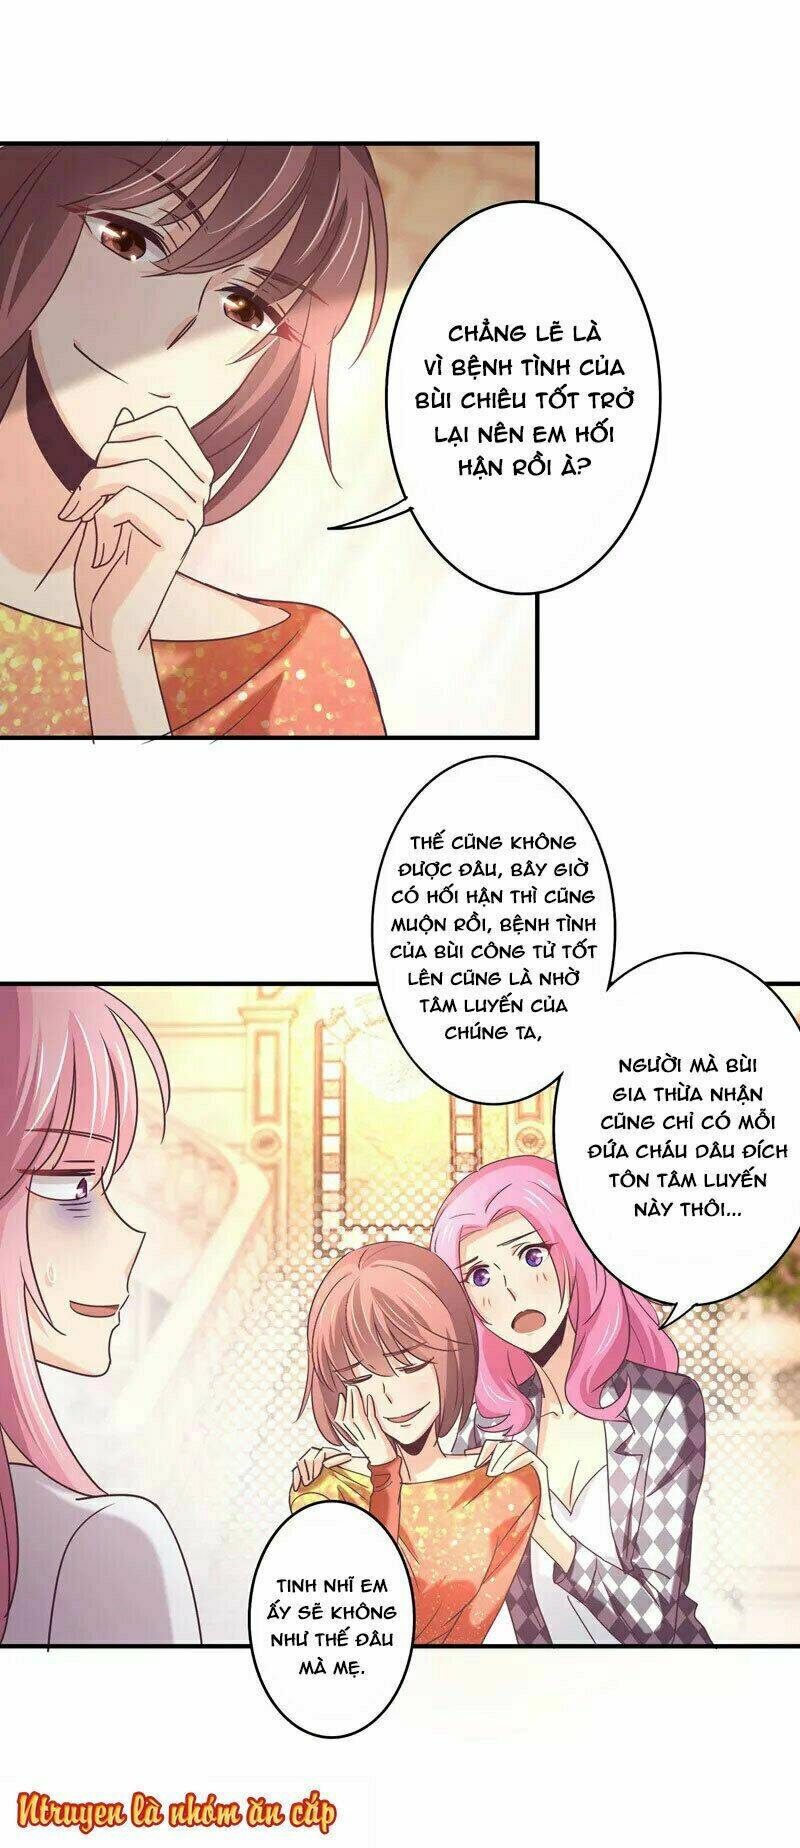 CHẲNG LẼ LÀ
VÌ BỆNH TÌNH CỦA
BÙI CHIÊU TỐT TRỞ
LẠI NÊN EM HỐI
HẬN RỒI À?
THẾ CŨNG KHÔNG
ĐƯỢC ĐÂU, BÂY GIỜ
CÓ HỐI HẬN THÌ CŨNG
MUỘN RỒI, BỆNH TÌNH
CỦA BÙI CÔNG TỬ TỐT
LÊN CŨNG LÀ NHỜ
TÂM LUYẾN CỦA
CHÚNG TA,
NGƯỜI MÀ BÙI
GIA THỪA NHẬN
CŨNG CHỈ CÓ MỖI
ĐỨA CHÁU DÂU ĐÍCH
TÔN TÂM LUYẾN
NÀY THÔI...
TINH NHĨ EM
ẤY SẼ KHÔNG
NHƯ THẾ ĐÂU
MÀ MẸ.
Ntruyen là nhóm ăn cắp